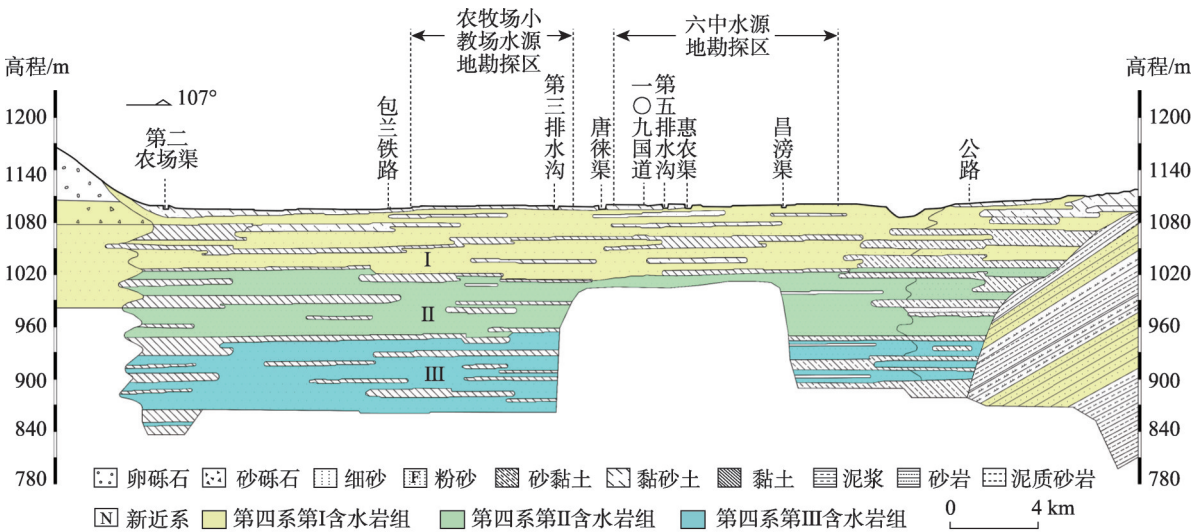 农牧场小
教场水源
地勘探区
六中水源
地勘探区
高程/m
高程/m
107°
第二
农场渠
包兰铁路
第三排水沟
唐徕渠
一〇九国道
第五排水沟
惠农渠
昌滂渠
公路
1200
1140
1080
1020
960
900
840
780
1200
1140
1080
1020
960
900
840
780
I
II
III
卵砾石
砂砾石
细砂
F 粉砂
砂黏土
黏砂土
黏土
泥浆
砂岩
泥质砂岩
N 新近系
第四系第I含水岩组
第四系第II含水岩组
第四系第III含水岩组
0 4 km